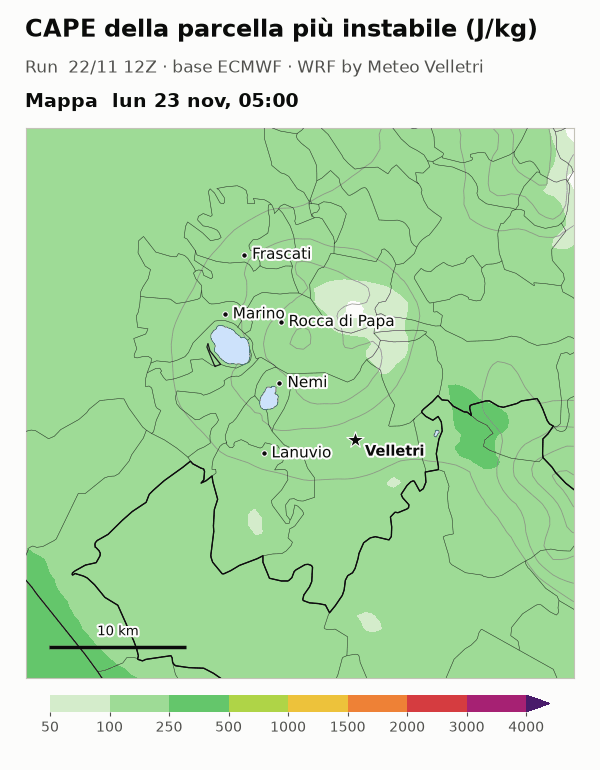 CAPE della parcella più instabile (J/kg)
Run  22/11 12Z · base ECMWF · WRF by Meteo Velletri
Mappa  lun 23 nov, 05:00
Frascati
Marino
Rocca di Papa
Nemi
Velletri
Lanuvio
10 km
50 100 250 500 1000 1500 2000 3000 4000